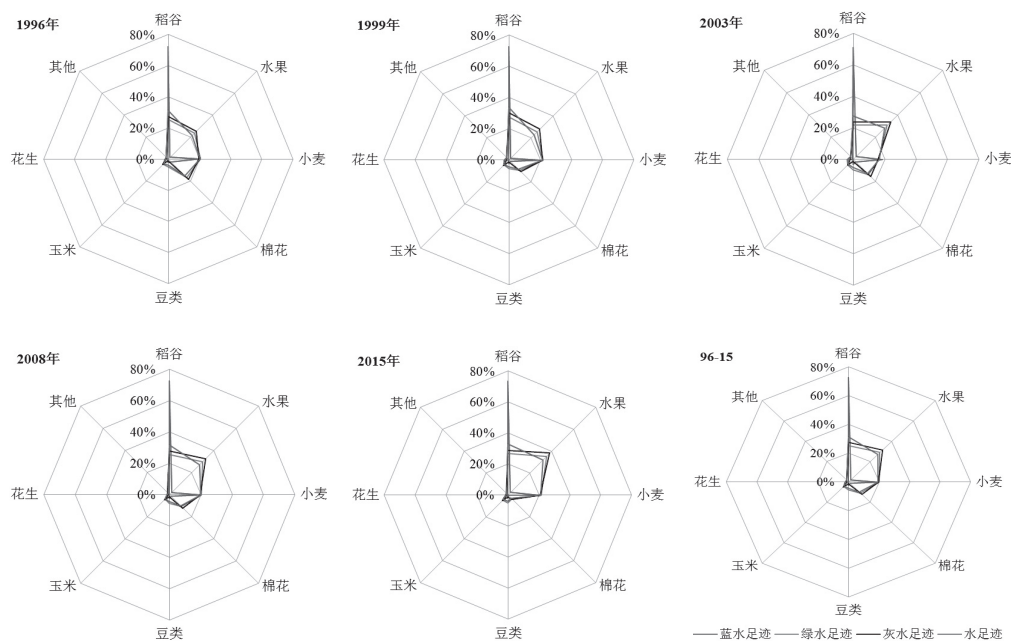 1996年
稻谷
水果
小麦
棉花
豆类
玉米
花生
其他
80%
60%
40%
20%
0%
1999年
稻谷
水果
小麦
棉花
豆类
玉米
花生
其他
80%
60%
40%
20%
0%
2003年
稻谷
水果
小麦
棉花
豆类
玉米
花生
其他
80%
60%
40%
20%
0%
2008年
稻谷
水果
小麦
棉花
豆类
玉米
花生
其他
80%
60%
40%
20%
0%
2015年
稻谷
水果
小麦
棉花
豆类
玉米
花生
其他
80%
60%
40%
20%
0%
96-15
稻谷
水果
小麦
棉花
豆类
玉米
花生
其他
80%
60%
40%
20%
0%
蓝水足迹 绿水足迹 灰水足迹 水足迹